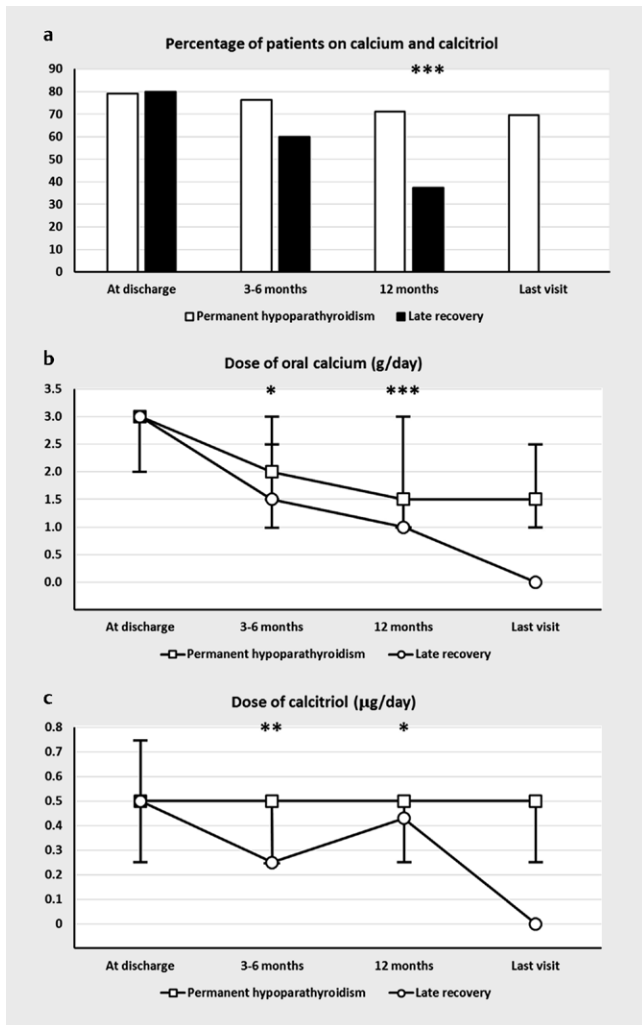 a
Percentage of patients on calcium and calcitriol
90
80
70
60
50
40
30
20
10
0
***
At discharge 3-6 months 12 months Last visit
Permanent hypoparathyroidism Late recovery
b
Dose of oral calcium (g/day)
3.5
3.0
2.5
2.0
1.5
1.0
0.5
0.0
* ***
At discharge 3-6 months 12 months Last visit
Permanent hypoparathyroidism Late recovery
c
Dose of calcitriol (µg/day)
0.8
0.7
0.6
0.5
0.4
0.3
0.2
0.1
0
** *
At discharge 3-6 months 12 months Last visit
Permanent hypoparathyroidism Late recovery